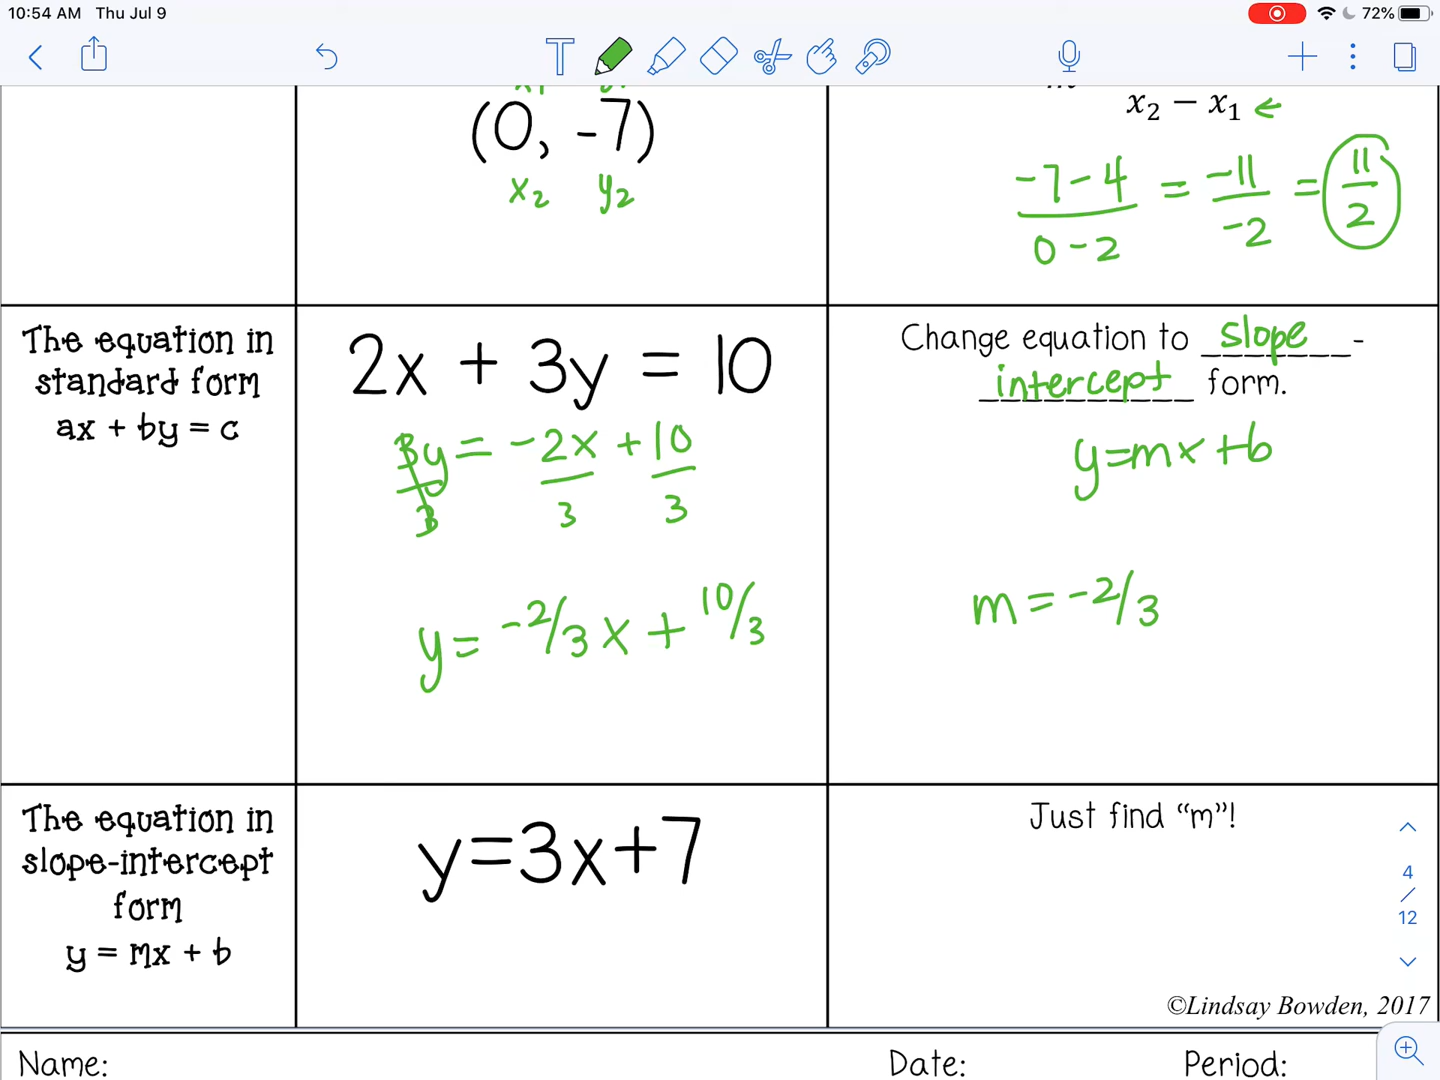 10:54 AM Thu Jul 9
72%
x₂ − x₁
(0, -7)
x₂ y₂
-7-4 / 0-2 = -11 / -2 = 11 / 2
The equation in
standard form
ax + by = c
2x + 3y = 10
3y = -2x + 10
3 3 3
y = -2/3 x + 10/3
Change equation to slope -
intercept form.
y=mx+b
m = -2/3
The equation in
slope-intercept
form
y = mx + b
y=3x+7
Just find “m”!
4
/
12
©Lindsay Bowden, 2017
Name: Date: Period: